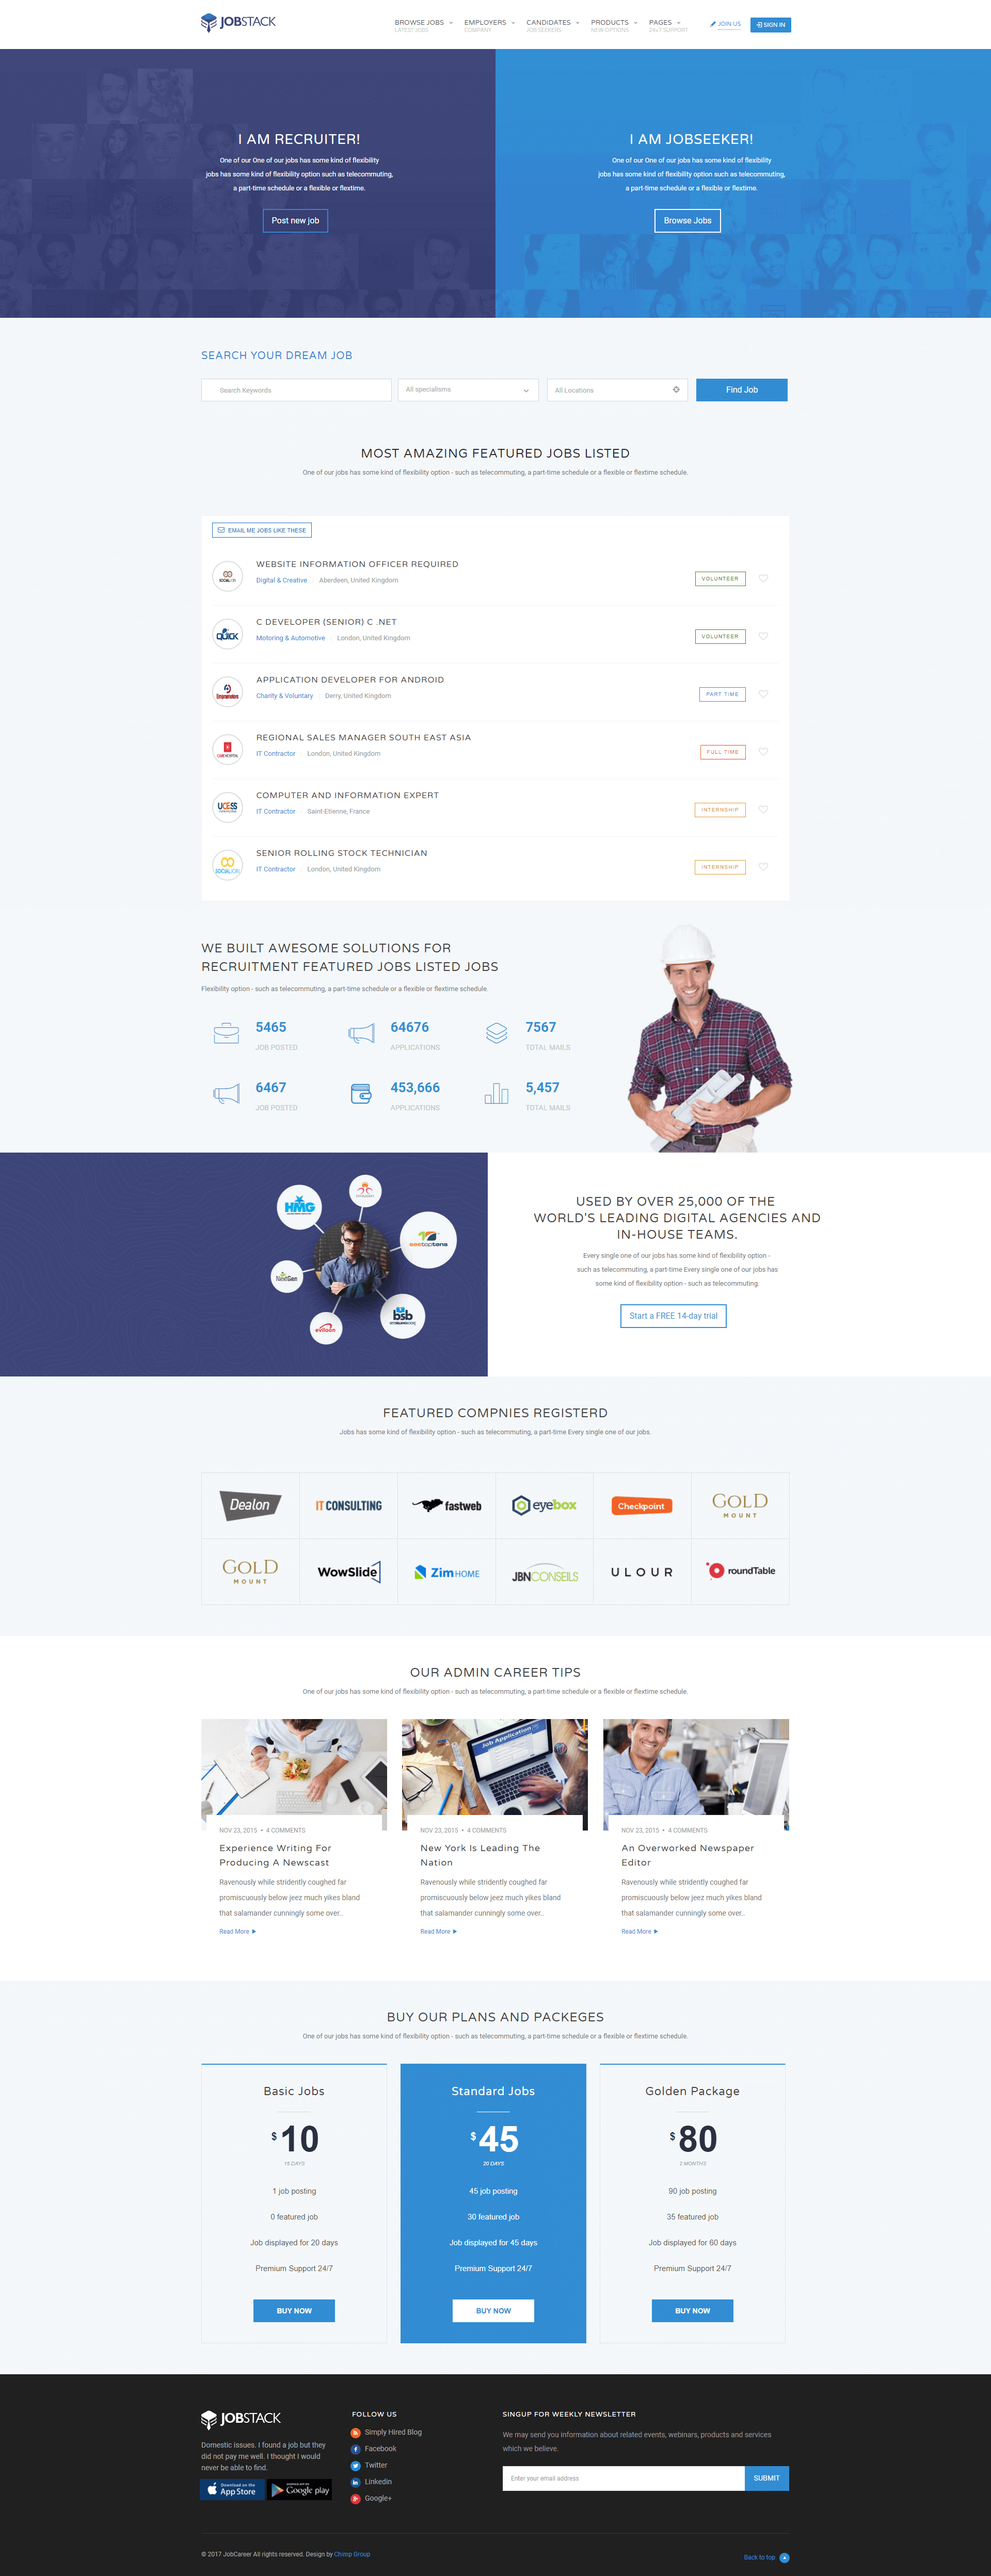 JOBSTACK
BROWSE JOBS
LATEST JOBS
EMPLOYERS
COMPANY
CANDIDATES
JOB SEEKERS
PRODUCTS
NEW OPTIONS
PAGES
24x7 SUPPORT
JOIN US
SIGN IN
I AM RECRUITER!
One of our One of our jobs has some kind of flexibility
jobs has some kind of flexibility option such as telecommuting,
a part-time schedule or a flexible or flextime.
Post new job
I AM JOBSEEKER!
One of our One of our jobs has some kind of flexibility
jobs has some kind of flexibility option such as telecommuting,
a part-time schedule or a flexible or flextime.
Browse Jobs
SEARCH YOUR DREAM JOB
Search Keywords
All specialisms
All Locations
Find Job
MOST AMAZING FEATURED JOBS LISTED
One of our jobs has some kind of flexibility option - such as telecommuting, a part-time schedule or a flexible or flextime schedule.
EMAIL ME JOBS LIKE THESE
WEBSITE INFORMATION OFFICER REQUIRED
Digital & Creative
Aberdeen, United Kingdom
VOLUNTEER
QUICK
C DEVELOPER (SENIOR) C .NET
Motoring & Automotive
London, United Kingdom
VOLUNTEER
APPLICATION DEVELOPER FOR ANDROID
Charity & Voluntary
Derry, United Kingdom
PART TIME
REGIONAL SALES MANAGER SOUTH EAST ASIA
IT Contractor
London, United Kingdom
FULL TIME
UCESS
COMPUTER AND INFORMATION EXPERT
IT Contractor
Saint-Etienne, France
INTERNSHIP
SOCIALJOB
SENIOR ROLLING STOCK TECHNICIAN
IT Contractor
London, United Kingdom
INTERNSHIP
WE BUILT AWESOME SOLUTIONS FOR
RECRUITMENT FEATURED JOBS LISTED JOBS
Flexibility option - such as telecommuting, a part-time schedule or a flexible or flextime schedule.
5465
JOB POSTED
64676
APPLICATIONS
7567
TOTAL MAILS
6467
JOB POSTED
453,666
APPLICATIONS
5,457
TOTAL MAILS
HMG
seetoptens
NextGen
bsb
evilson
USED BY OVER 25,000 OF THE
WORLD'S LEADING DIGITAL AGENCIES AND
IN-HOUSE TEAMS.
Every single one of our jobs has some kind of flexibility option -
such as telecommuting, a part-time Every single one of our jobs has
some kind of flexibility option - such as telecommuting.
Start a FREE 14-day trial
FEATURED COMPNIES REGISTERD
Jobs has some kind of flexibility option - such as telecommuting, a part-time Every single one of our jobs.
Dealon
IT CONSULTING
fastweb
eyebox
Checkpoint
GOLD
MOUNT
GOLD
MOUNT
WowSlide
Zim HOME
JBN CONSEILS
ULOUR
roundTable
OUR ADMIN CAREER TIPS
One of our jobs has some kind of flexibility option - such as telecommuting, a part-time schedule or a flexible or flextime schedule.
Job Application
NOV 23, 2015 • 4 COMMENTS
Experience Writing For
Producing A Newscast
Ravenously while stridently coughed far
promiscuously below jeez much yikes bland
that salamander cunningly some over..
Read More
NOV 23, 2015 • 4 COMMENTS
New York Is Leading The
Nation
Ravenously while stridently coughed far
promiscuously below jeez much yikes bland
that salamander cunningly some over..
Read More
NOV 23, 2015 • 4 COMMENTS
An Overworked Newspaper
Editor
Ravenously while stridently coughed far
promiscuously below jeez much yikes bland
that salamander cunningly some over..
Read More
BUY OUR PLANS AND PACKEGES
One of our jobs has some kind of flexibility option - such as telecommuting, a part-time schedule or a flexible or flextime schedule.
Basic Jobs
$ 10
15 DAYS
1 job posting
0 featured job
Job displayed for 20 days
Premium Support 24/7
BUY NOW
Standard Jobs
$ 45
20 DAYS
45 job posting
30 featured job
Job displayed for 45 days
Premium Support 24/7
BUY NOW
Golden Package
$ 80
2 MONTHS
90 job posting
35 featured job
Job displayed for 60 days
Premium Support 24/7
BUY NOW
JOBSTACK
Domestic issues. I found a job but they
did not pay me well. I thought I would
never be able to find.
Download on the
App Store
Google play
FOLLOW US
Simply Hired Blog
Facebook
Twitter
Linkedin
Google+
SINGUP FOR WEEKLY NEWSLETTER
We may send you information about related events, webinars, products and services
which we believe.
Enter your email address
SUBMIT
© 2017 JobCareer All rights reserved. Design by Chimp Group
Back to top